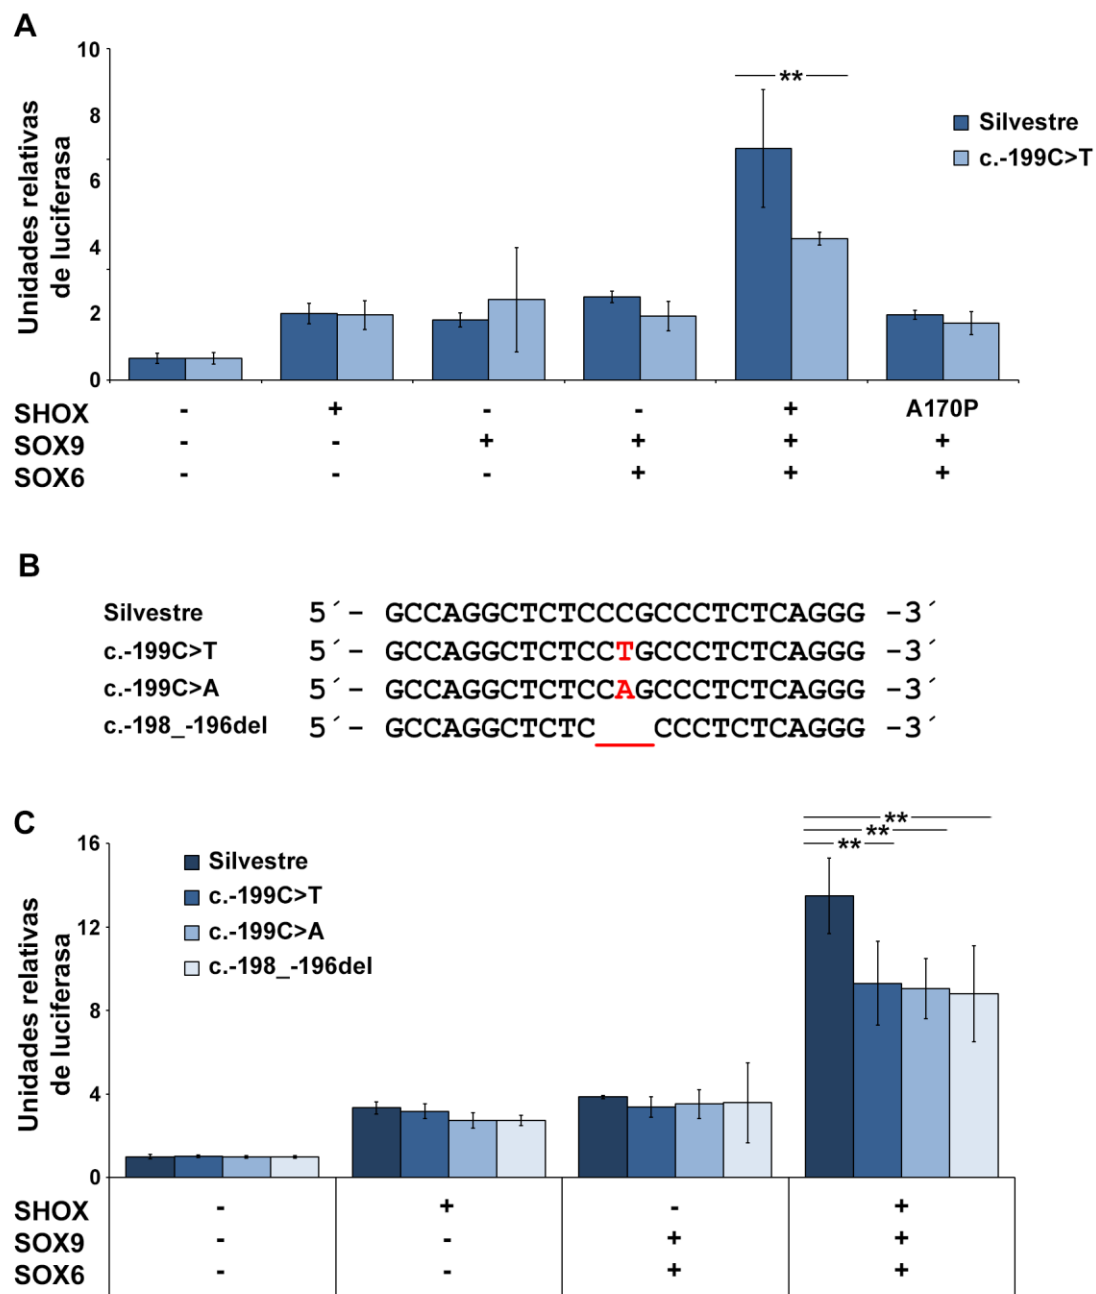 A
10
8
6
4
2
0
Unidades relativas
de luciferasa
**
Silvestre
c.-199C>T
SHOX - + - - + A170P
SOX9 - - + + + +
SOX6 - - - + + +
B
Silvestre 5´- GCCAGGCTCTCCCGCCCTCTCAGGG -3´
c.-199C>T 5´- GCCAGGCTCTCCTGCCCTCTCAGGG -3´
c.-199C>A 5´- GCCAGGCTCTCCAGCCCTCTCAGGG -3´
c.-198_-196del 5´- GCCAGGCTCTC___CCCTCTCAGGG -3´
C
16
12
8
4
0
Unidades relativas
de luciferasa
Silvestre
c.-199C>T
c.-199C>A
c.-198_-196del
**
**
**
SHOX - + - +
SOX9 - - + +
SOX6 - - + +